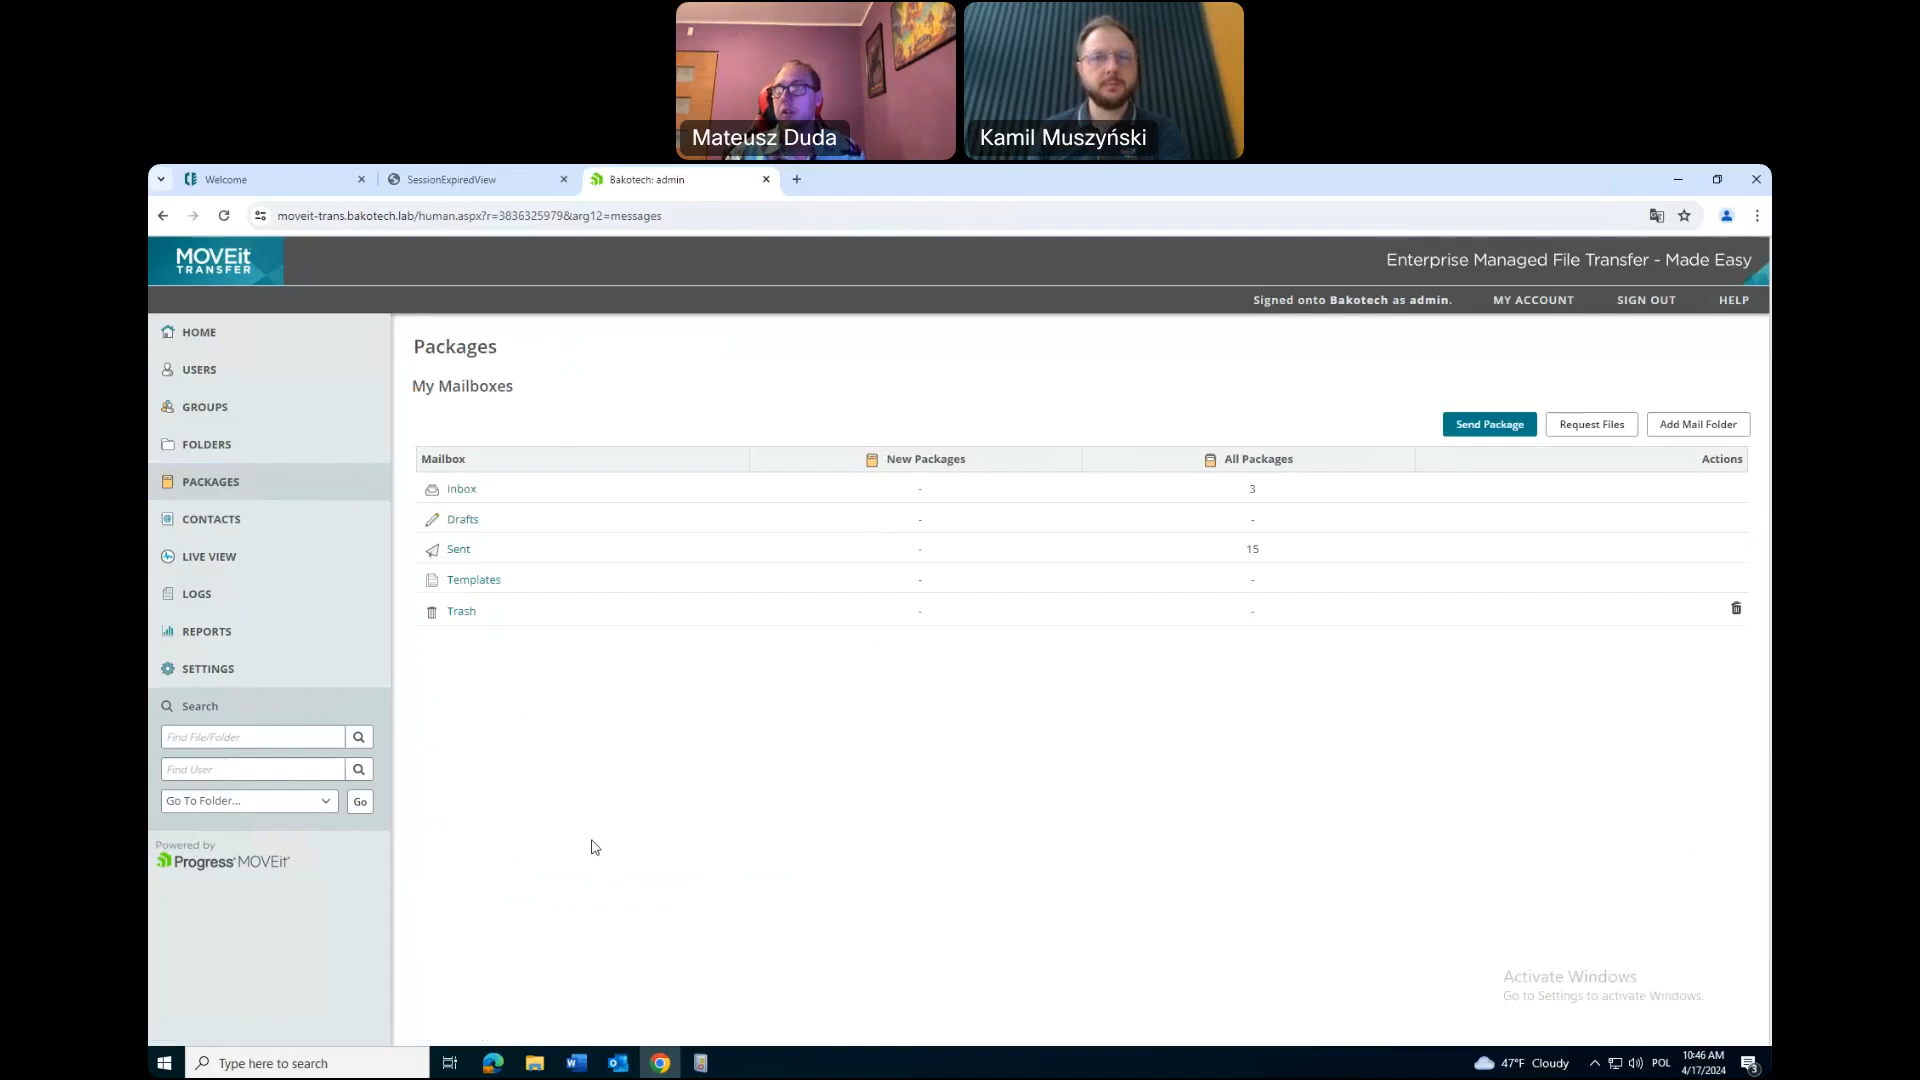 Mateusz Duda
Kamil Muszyński
Welcome
SessionExpiredView
Bakotech: admin
moveit-trans.bakotech.lab/human.aspx?r=3836325979&arg12=messages
MOVEit
TRANSFER
Enterprise Managed File Transfer - Made Easy
Signed onto Bakotech as admin.
MY ACCOUNT
SIGN OUT
HELP
HOME
USERS
GROUPS
FOLDERS
PACKAGES
CONTACTS
LIVE VIEW
LOGS
REPORTS
SETTINGS
Search
Find File/Folder
Find User
Go To Folder...
Go
Powered by
Progress MOVEit
Packages
My Mailboxes
Send Package
Request Files
Add Mail Folder
Mailbox New Packages All Packages Actions
Inbox - 3
Drafts - -
Sent - 15
Templates - -
Trash - -
Activate Windows
Go to Settings to activate Windows.
Type here to search
47°F Cloudy
POL
10:46 AM
4/17/2024
3